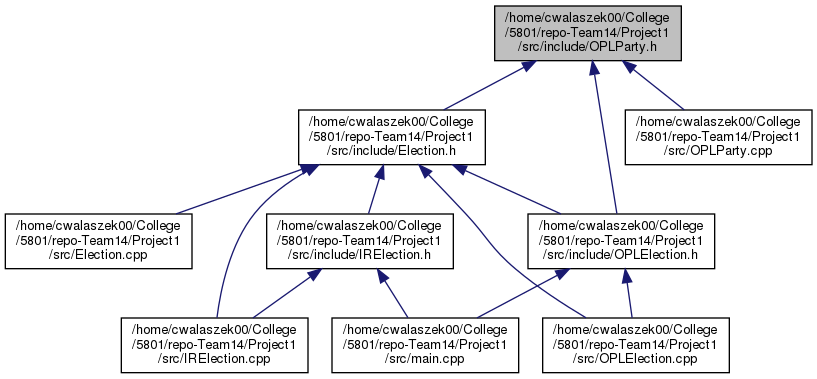 /home/cwalaszek00/College
/5801/repo-Team14/Project1
/src/include/OPLParty.h
/home/cwalaszek00/College
/5801/repo-Team14/Project1
/src/include/Election.h
/home/cwalaszek00/College
/5801/repo-Team14/Project1
/src/OPLParty.cpp
/home/cwalaszek00/College
/5801/repo-Team14/Project1
/src/Election.cpp
/home/cwalaszek00/College
/5801/repo-Team14/Project1
/src/include/IRElection.h
/home/cwalaszek00/College
/5801/repo-Team14/Project1
/src/include/OPLElection.h
/home/cwalaszek00/College
/5801/repo-Team14/Project1
/src/IRElection.cpp
/home/cwalaszek00/College
/5801/repo-Team14/Project1
/src/main.cpp
/home/cwalaszek00/College
/5801/repo-Team14/Project1
/src/OPLElection.cpp